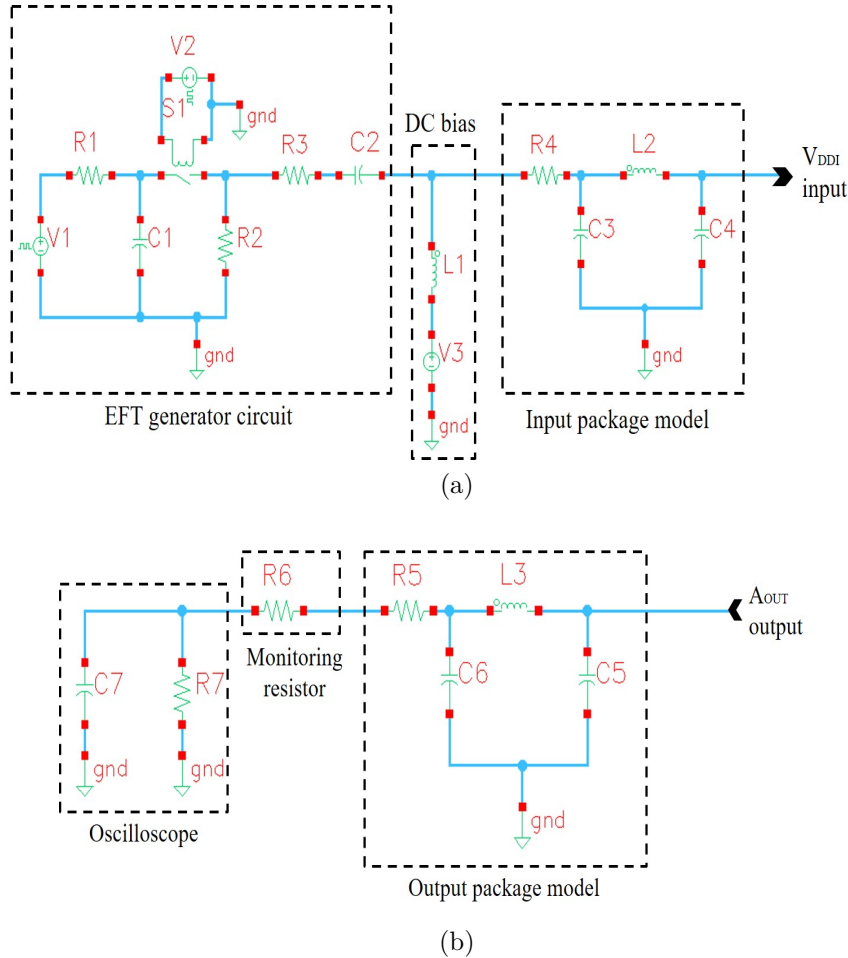 V2
S1
gnd
R1
R3
C2
V1
C1
R2
gnd
EFT generator circuit
DC bias
L1
V3
gnd
R4
L2
C3
C4
gnd
Input package model
VDDI
input
(a)
R6
Monitoring
resistor
C7
R7
gnd
gnd
Oscilloscope
R5
L3
C6
C5
gnd
Output package model
AOUT
output
(b)